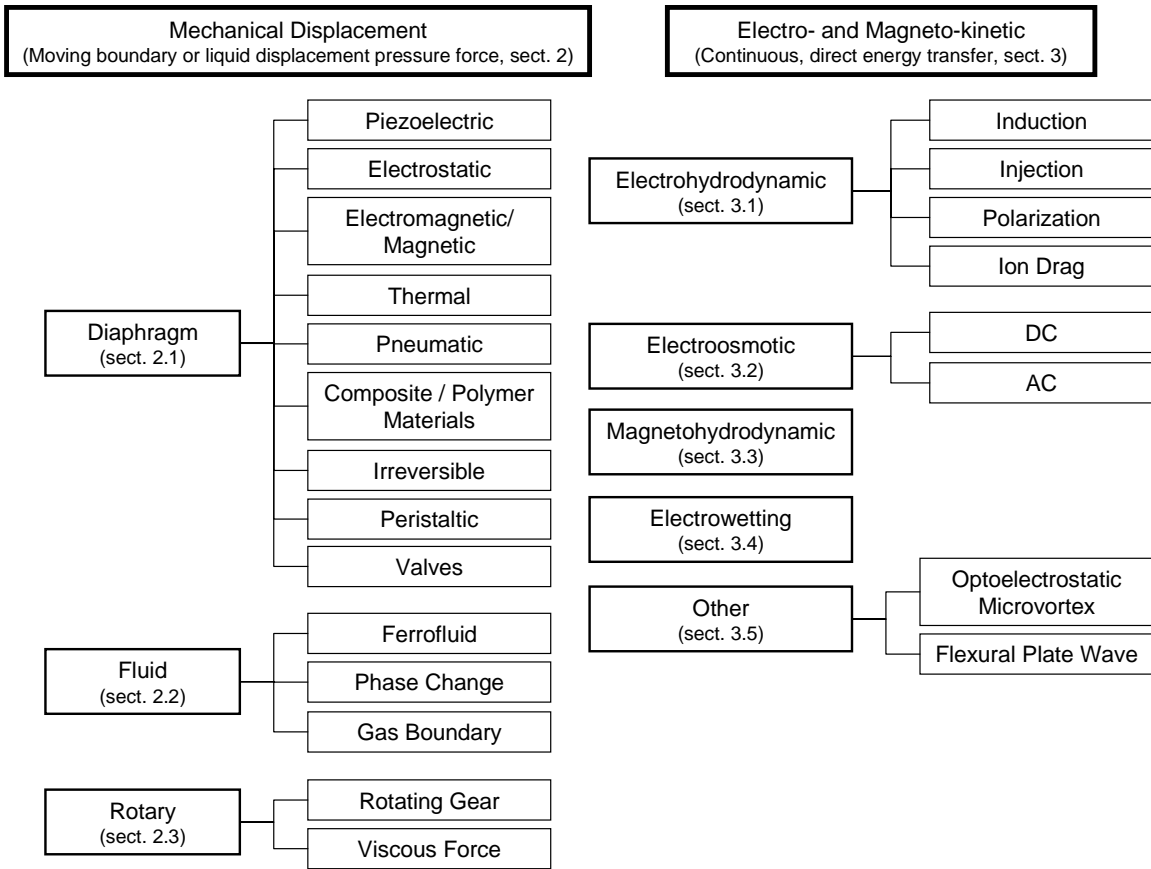 Mechanical Displacement
(Moving boundary or liquid displacement pressure force, sect. 2)
Piezoelectric
Electrostatic
Electromagnetic/
Magnetic
Thermal
Diaphragm
(sect. 2.1)
Pneumatic
Composite / Polymer
Materials
Irreversible
Peristaltic
Valves
Ferrofluid
Fluid
(sect. 2.2)
Phase Change
Gas Boundary
Rotary
(sect. 2.3)
Rotating Gear
Viscous Force
Electro- and Magneto-kinetic
(Continuous, direct energy transfer, sect. 3)
Electrohydrodynamic
(sect. 3.1)
Induction
Injection
Polarization
Ion Drag
Electroosmotic
(sect. 3.2)
DC
AC
Magnetohydrodynamic
(sect. 3.3)
Electrowetting
(sect. 3.4)
Other
(sect. 3.5)
Optoelectrostatic
Microvortex
Flexural Plate Wave